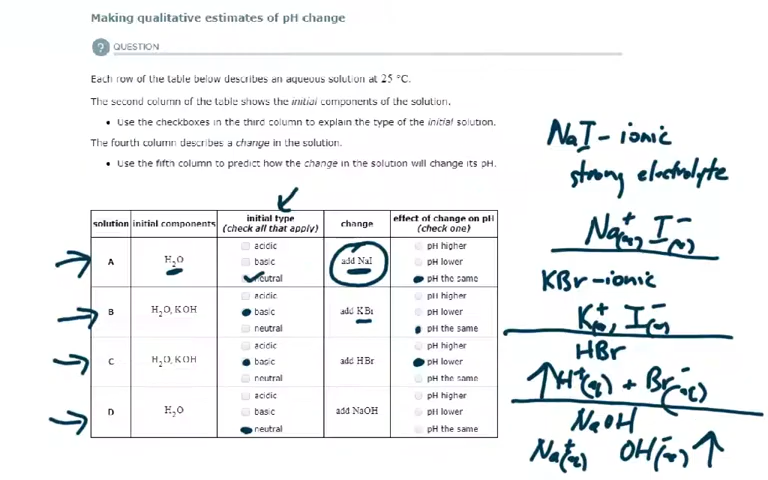 Making qualitative estimates of pH change
? QUESTION
Each row of the table below describes an aqueous solution at 25 °C.
The second column of the table shows the initial components of the solution.
• Use the checkboxes in the third column to explain the type of the initial solution.
The fourth column describes a change in the solution.
• Use the fifth column to predict how the change in the solution will change its pH.
solution initial components initial type (check all that apply) change effect of change on pH (check one)
A H₂O acidic basic neutral add NaI pH higher pH lower pH the same
B H₂O, KOH acidic basic neutral add KBr pH higher pH lower pH the same
C H₂O, KOH acidic basic neutral add HBr pH higher pH lower pH the same
D H₂O acidic basic neutral add NaOH pH higher pH lower pH the same
NaI - ionic
strong electrolyte
Na⁺(aq) I⁻(aq)
KBr - ionic
K⁺(aq), I⁻(aq)
HBr
↑H⁺(aq) + Br⁻(aq)
NaOH
Na⁺(aq) OH⁻(aq) ↑